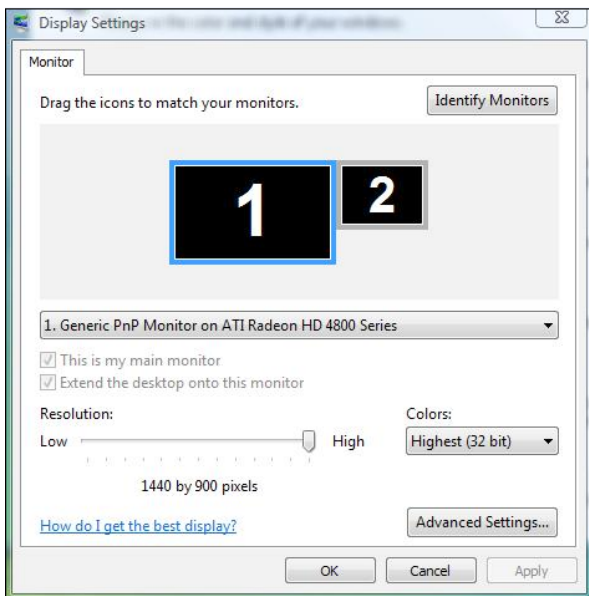 Display Settings
Monitor
Drag the icons to match your monitors.
Identify Monitors
1
2
1. Generic PnP Monitor on ATI Radeon HD 4800 Series
This is my main monitor
Extend the desktop onto this monitor
Resolution:
Colors:
Low
High
Highest (32 bit)
1440 by 900 pixels
How do I get the best display?
Advanced Settings...
OK
Cancel
Apply